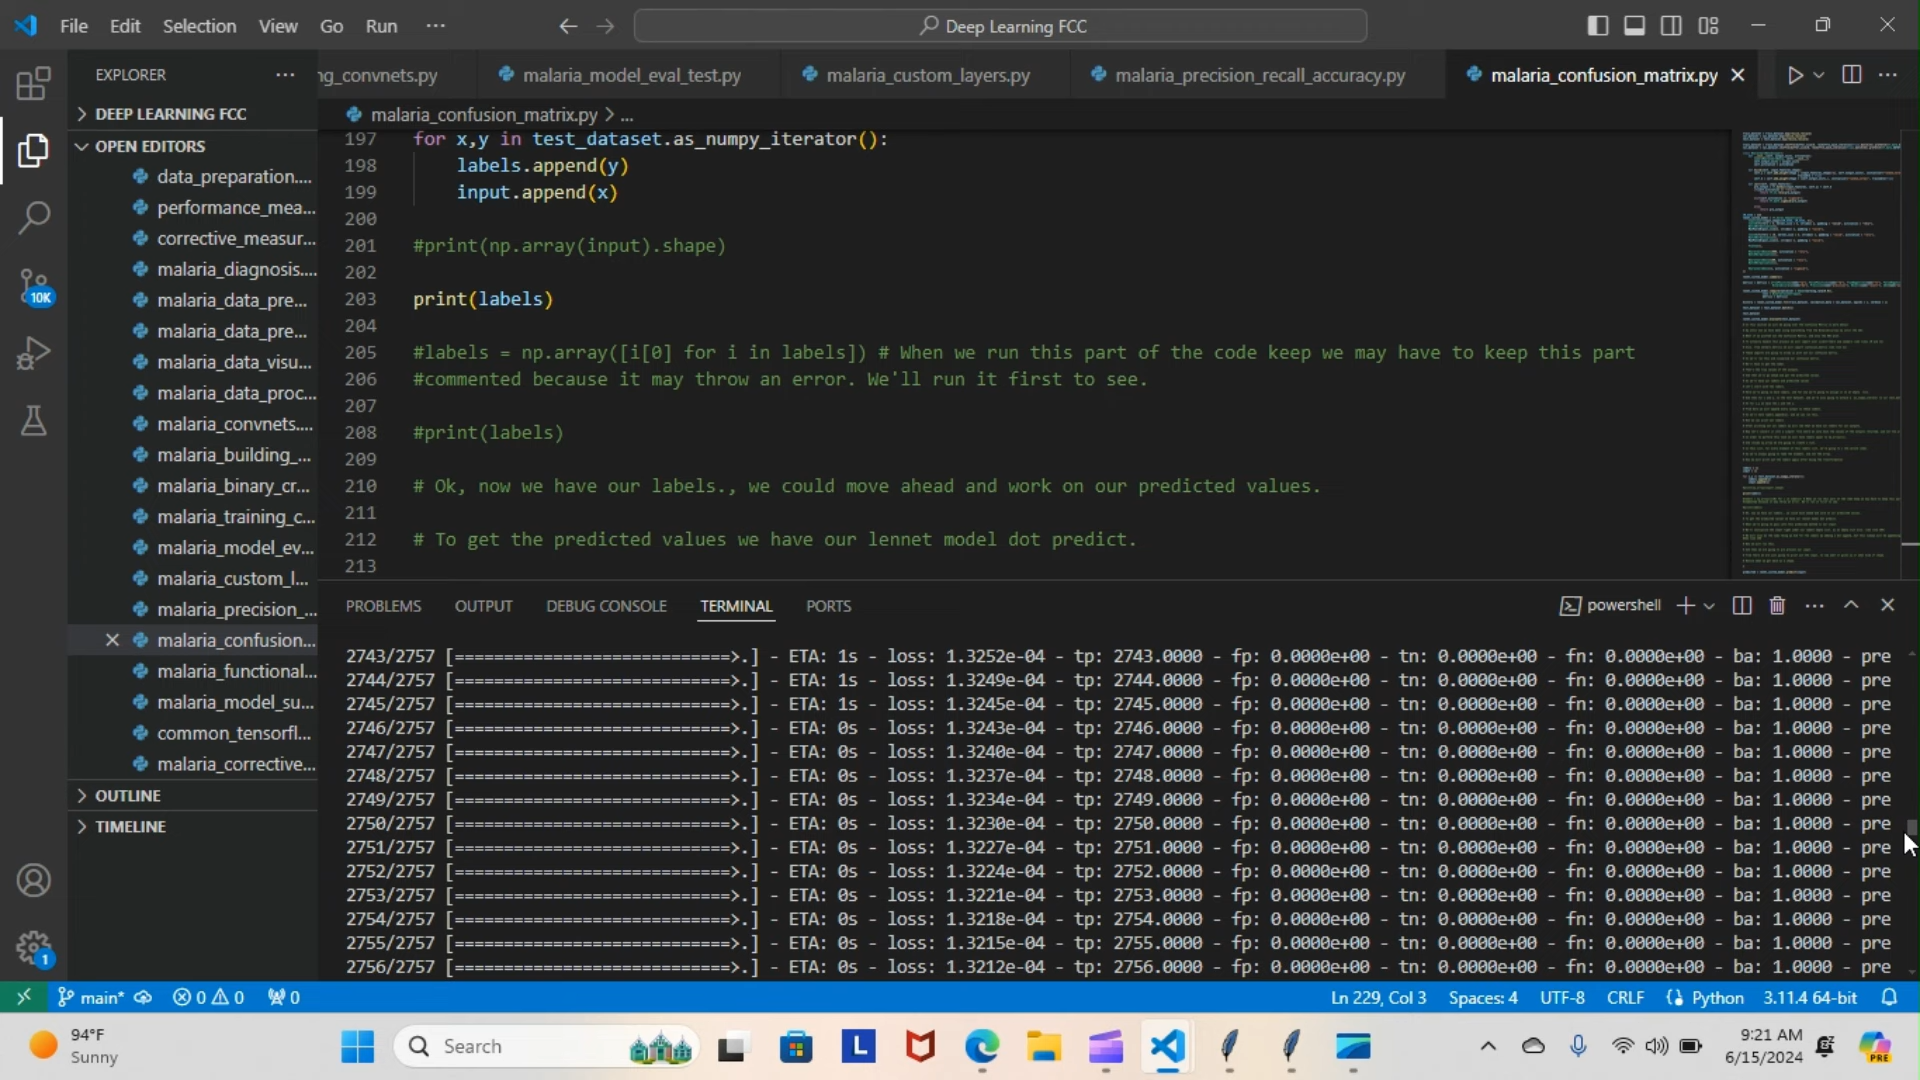 File Edit Selection View Go Run ···
Deep Learning FCC
EXPLORER ···
ng_convnets.py malaria_model_eval_test.py malaria_custom_layers.py malaria_precision_recall_accuracy.py malaria_confusion_matrix.py
DEEP LEARNING FCC
OPEN EDITORS
data_preparation....
performance_mea...
corrective_measur...
malaria_diagnosis....
malaria_data_pre...
malaria_data_pre...
malaria_data_visu...
malaria_data_proc...
malaria_convnets....
malaria_building_...
malaria_binary_cr...
malaria_training_c...
malaria_model_ev...
malaria_custom_l...
malaria_precision_...
malaria_confusion...
malaria_functional...
malaria_model_su...
common_tensorfl...
malaria_corrective...
OUTLINE
TIMELINE
10K
1
malaria_confusion_matrix.py > ...
197 for x,y in test_dataset.as_numpy_iterator():
198 labels.append(y)
199 input.append(x)
200
201 #print(np.array(input).shape)
202
203 print(labels)
204
205 #labels = np.array([i[0] for i in labels]) # When we run this part of the code keep we may have to keep this part
206 #commented because it may throw an error. We'll run it first to see.
207
208 #print(labels)
209
210 # Ok, now we have our labels., we could move ahead and work on our predicted values.
211
212 # To get the predicted values we have our lennet model dot predict.
213
PROBLEMS OUTPUT DEBUG CONSOLE TERMINAL PORTS
powershell
2743/2757 [============================>.] - ETA: 1s - loss: 1.3252e-04 - tp: 2743.0000 - fp: 0.0000e+00 - tn: 0.0000e+00 - fn: 0.0000e+00 - ba: 1.0000 - pre
2744/2757 [============================>.] - ETA: 1s - loss: 1.3249e-04 - tp: 2744.0000 - fp: 0.0000e+00 - tn: 0.0000e+00 - fn: 0.0000e+00 - ba: 1.0000 - pre
2745/2757 [============================>.] - ETA: 1s - loss: 1.3245e-04 - tp: 2745.0000 - fp: 0.0000e+00 - tn: 0.0000e+00 - fn: 0.0000e+00 - ba: 1.0000 - pre
2746/2757 [============================>.] - ETA: 0s - loss: 1.3243e-04 - tp: 2746.0000 - fp: 0.0000e+00 - tn: 0.0000e+00 - fn: 0.0000e+00 - ba: 1.0000 - pre
2747/2757 [============================>.] - ETA: 0s - loss: 1.3240e-04 - tp: 2747.0000 - fp: 0.0000e+00 - tn: 0.0000e+00 - fn: 0.0000e+00 - ba: 1.0000 - pre
2748/2757 [============================>.] - ETA: 0s - loss: 1.3237e-04 - tp: 2748.0000 - fp: 0.0000e+00 - tn: 0.0000e+00 - fn: 0.0000e+00 - ba: 1.0000 - pre
2749/2757 [============================>.] - ETA: 0s - loss: 1.3234e-04 - tp: 2749.0000 - fp: 0.0000e+00 - tn: 0.0000e+00 - fn: 0.0000e+00 - ba: 1.0000 - pre
2750/2757 [============================>.] - ETA: 0s - loss: 1.3230e-04 - tp: 2750.0000 - fp: 0.0000e+00 - tn: 0.0000e+00 - fn: 0.0000e+00 - ba: 1.0000 - pre
2751/2757 [============================>.] - ETA: 0s - loss: 1.3227e-04 - tp: 2751.0000 - fp: 0.0000e+00 - tn: 0.0000e+00 - fn: 0.0000e+00 - ba: 1.0000 - pre
2752/2757 [============================>.] - ETA: 0s - loss: 1.3224e-04 - tp: 2752.0000 - fp: 0.0000e+00 - tn: 0.0000e+00 - fn: 0.0000e+00 - ba: 1.0000 - pre
2753/2757 [============================>.] - ETA: 0s - loss: 1.3221e-04 - tp: 2753.0000 - fp: 0.0000e+00 - tn: 0.0000e+00 - fn: 0.0000e+00 - ba: 1.0000 - pre
2754/2757 [============================>.] - ETA: 0s - loss: 1.3218e-04 - tp: 2754.0000 - fp: 0.0000e+00 - tn: 0.0000e+00 - fn: 0.0000e+00 - ba: 1.0000 - pre
2755/2757 [============================>.] - ETA: 0s - loss: 1.3215e-04 - tp: 2755.0000 - fp: 0.0000e+00 - tn: 0.0000e+00 - fn: 0.0000e+00 - ba: 1.0000 - pre
2756/2757 [============================>.] - ETA: 0s - loss: 1.3212e-04 - tp: 2756.0000 - fp: 0.0000e+00 - tn: 0.0000e+00 - fn: 0.0000e+00 - ba: 1.0000 - pre
main* 0 0 0 Ln 229, Col 3 Spaces: 4 UTF-8 CRLF Python 3.11.4 64-bit
94°F
Sunny
Search
L
9:21 AM
6/15/2024
PRE